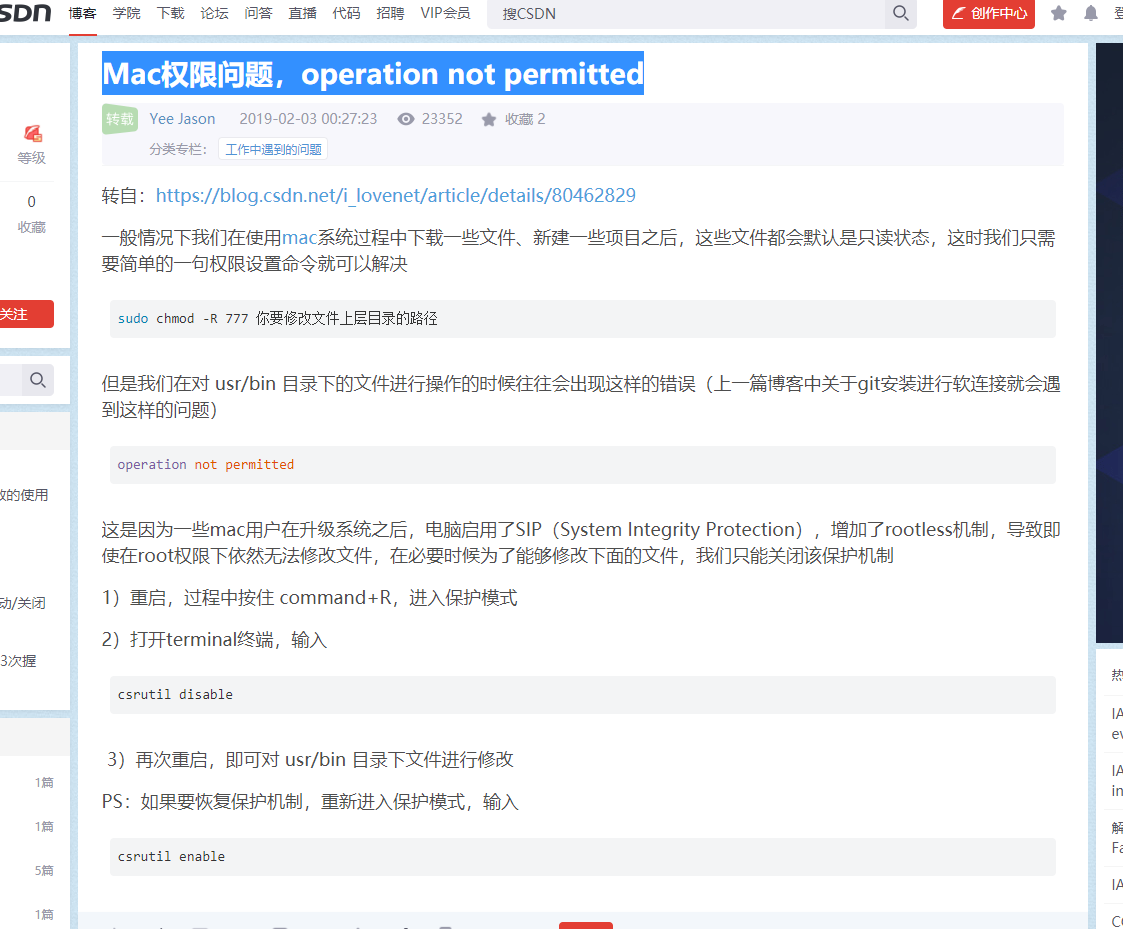 SDN 博客 学院 下载 论坛 问答 直播 代码 招聘 VIP会员 搜CSDN 创作中心
Mac权限问题，operation not permitted
转载 Yee Jason 2019-02-03 00:27:23 23352 收藏 2
分类专栏： 工作中遇到的问题
等级
0
收藏
关注
转自：https://blog.csdn.net/i_lovenet/article/details/80462829
一般情况下我们在使用mac系统过程中下载一些文件、新建一些项目之后，这些文件都会默认是只读状态，这时我们只需
要简单的一句权限设置命令就可以解决
sudo chmod -R 777 你要修改文件上层目录的路径
但是我们在对 usr/bin 目录下的文件进行操作的时候往往会出现这样的错误（上一篇博客中关于git安装进行软连接就会遇
到这样的问题）
operation not permitted
的使用
这是因为一些mac用户在升级系统之后，电脑启用了SIP（System Integrity Protection），增加了rootless机制，导致即
使在root权限下依然无法修改文件，在必要时候为了能够修改下面的文件，我们只能关闭该保护机制
1）重启，过程中按住 command+R，进入保护模式
动/关闭
2）打开terminal终端，输入
3次握
csrutil disable
3）再次重启，即可对 usr/bin 目录下文件进行修改
1篇
PS：如果要恢复保护机制，重新进入保护模式，输入
1篇
csrutil enable
5篇
1篇
热
IA
ev
IA
in
解
Fa
IA